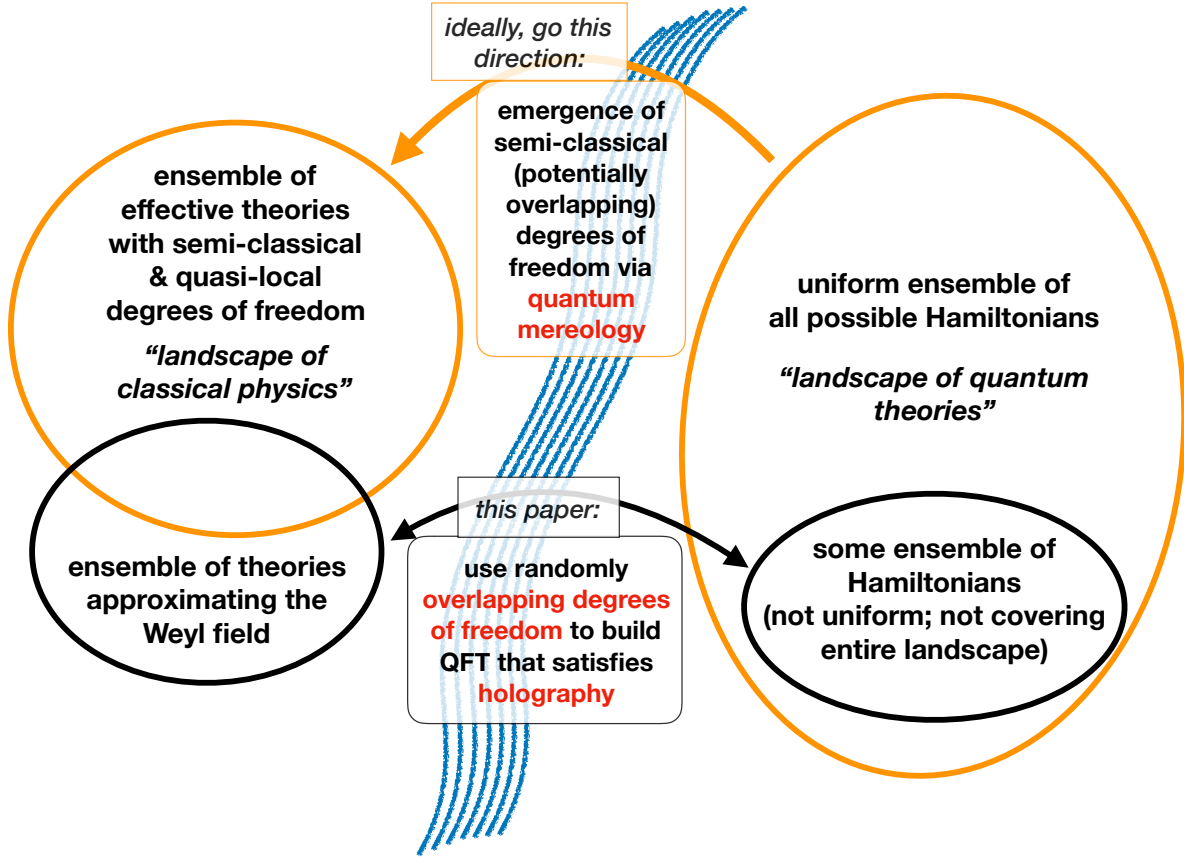 ideally, go this
direction:
emergence of
semi-classical
(potentially
overlapping)
degrees of
freedom via
quantum
mereology
ensemble of
effective theories
with semi-classical
& quasi-local
degrees of freedom
“landscape of
classical physics”
uniform ensemble of
all possible Hamiltonians
“landscape of quantum
theories”
this paper:
use randomly
overlapping degrees
of freedom to build
QFT that satisfies
holography
ensemble of theories
approximating the
Weyl field
some ensemble of
Hamiltonians
(not uniform; not covering
entire landscape)